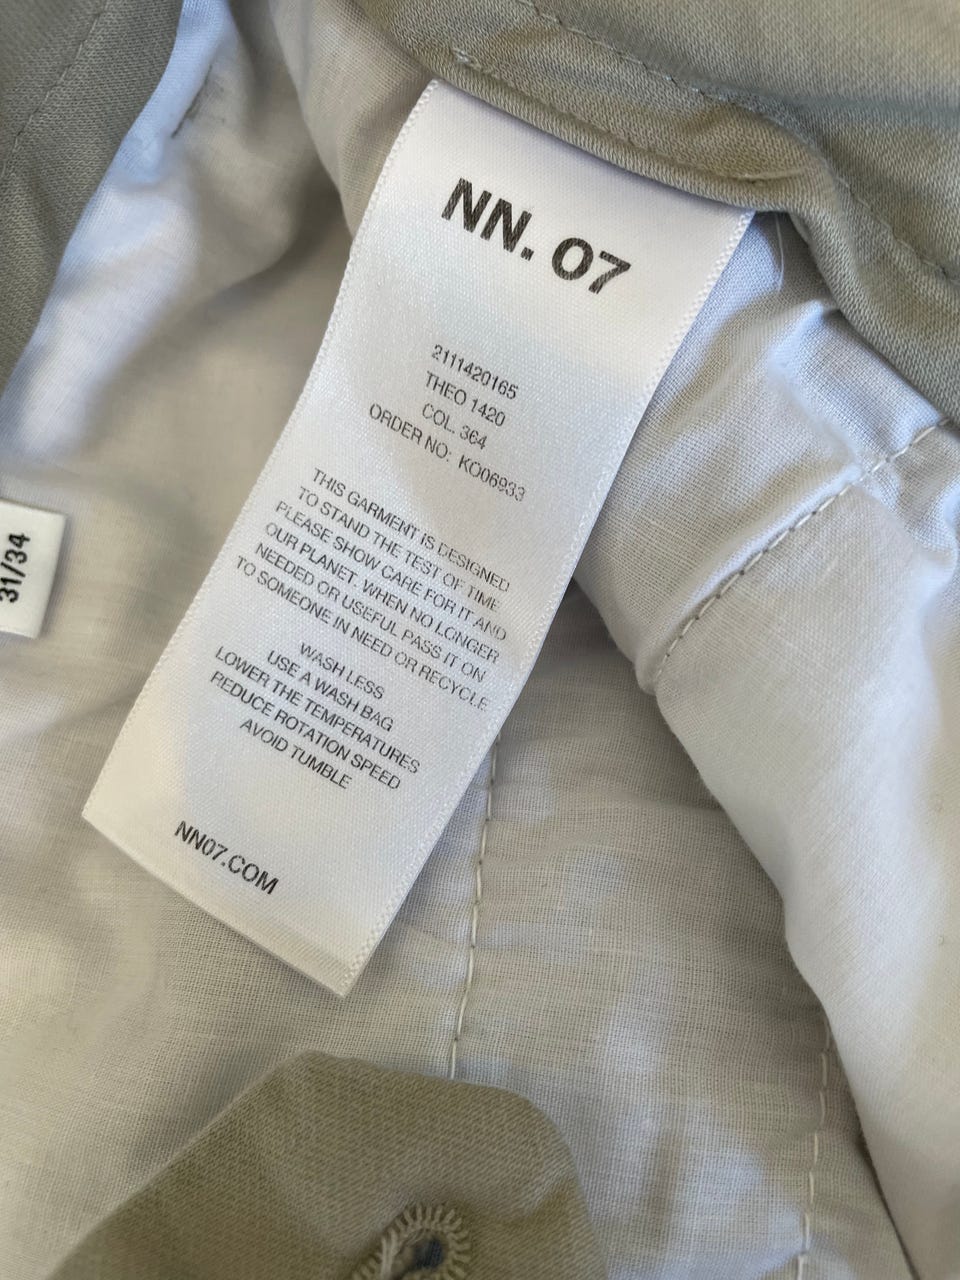 NN. 07
2111420165
THEO 1420
COL. 364
ORDER NO: KO06933
THIS GARMENT IS DESIGNED
TO STAND THE TEST OF TIME
PLEASE SHOW CARE FOR IT AND
OUR PLANET. WHEN NO LONGER
NEEDED OR USEFUL PASS IT ON
TO SOMEONE IN NEED OR RECYCLE.
WASH LESS
USE A WASH BAG
LOWER THE TEMPERATURES
REDUCE ROTATION SPEED
AVOID TUMBLE
NN07.COM
31/34